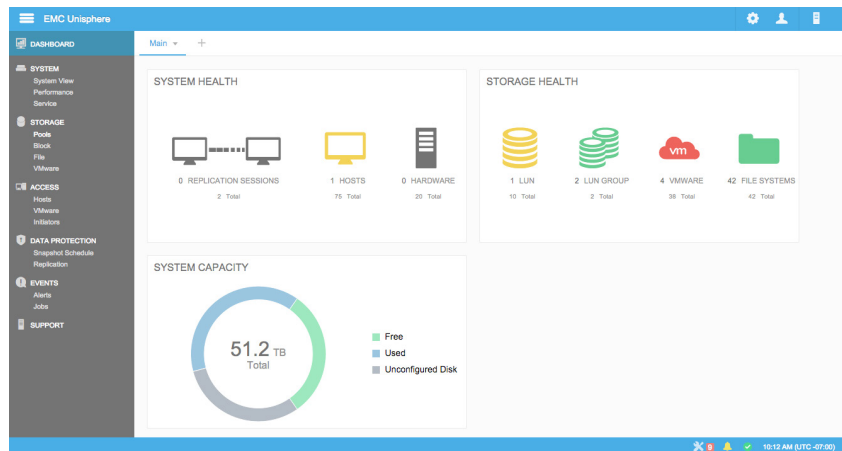 EMC Unisphere
DASHBOARD
SYSTEM
System View
Performance
Service
STORAGE
Pools
Block
File
VMware
ACCESS
Hosts
VMware
Initiators
DATA PROTECTION
Snapshot Schedule
Replication
EVENTS
Alerts
Jobs
SUPPORT
Main +
SYSTEM HEALTH
0 REPLICATION SESSIONS 1 HOSTS 0 HARDWARE
2 Total 75 Total 20 Total
STORAGE HEALTH
vm
1 LUN 2 LUN GROUP 4 VMWARE 42 FILE SYSTEMS
10 Total 2 Total 38 Total 42 Total
SYSTEM CAPACITY
51.2 TB
Total
Free
Used
Unconfigured Disk
9 10:12 AM (UTC -07:00)